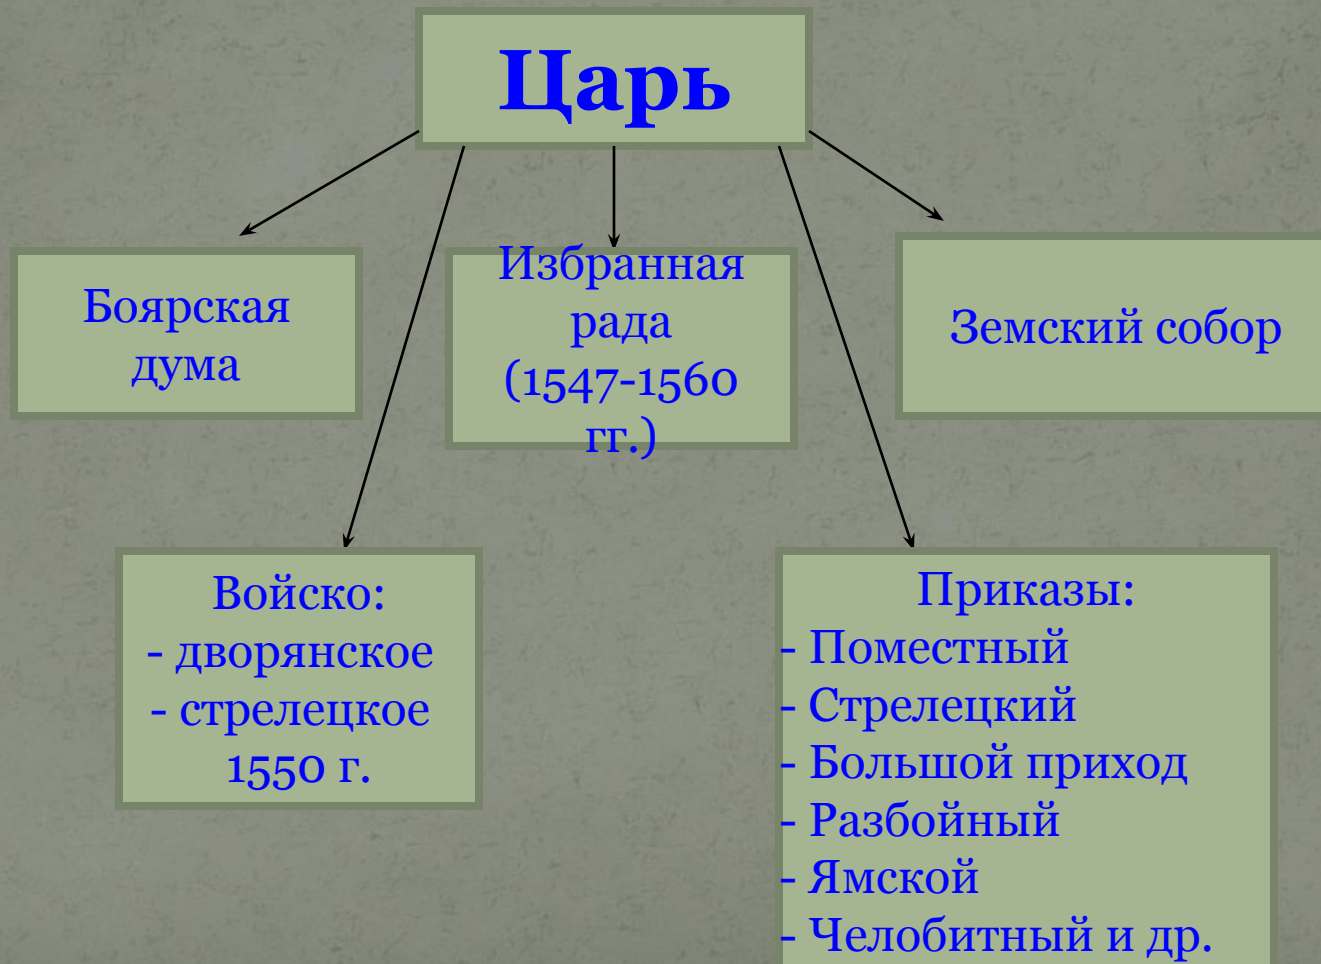 Царь
Боярская
дума
Избранная
рада
(1547-1560
гг.)
Земский собор
Войско:
- дворянское
- стрелецкое
1550 г.
Приказы:
- Поместный
- Стрелецкий
- Большой приход
- Разбойный
- Ямской
- Челобитный и др.